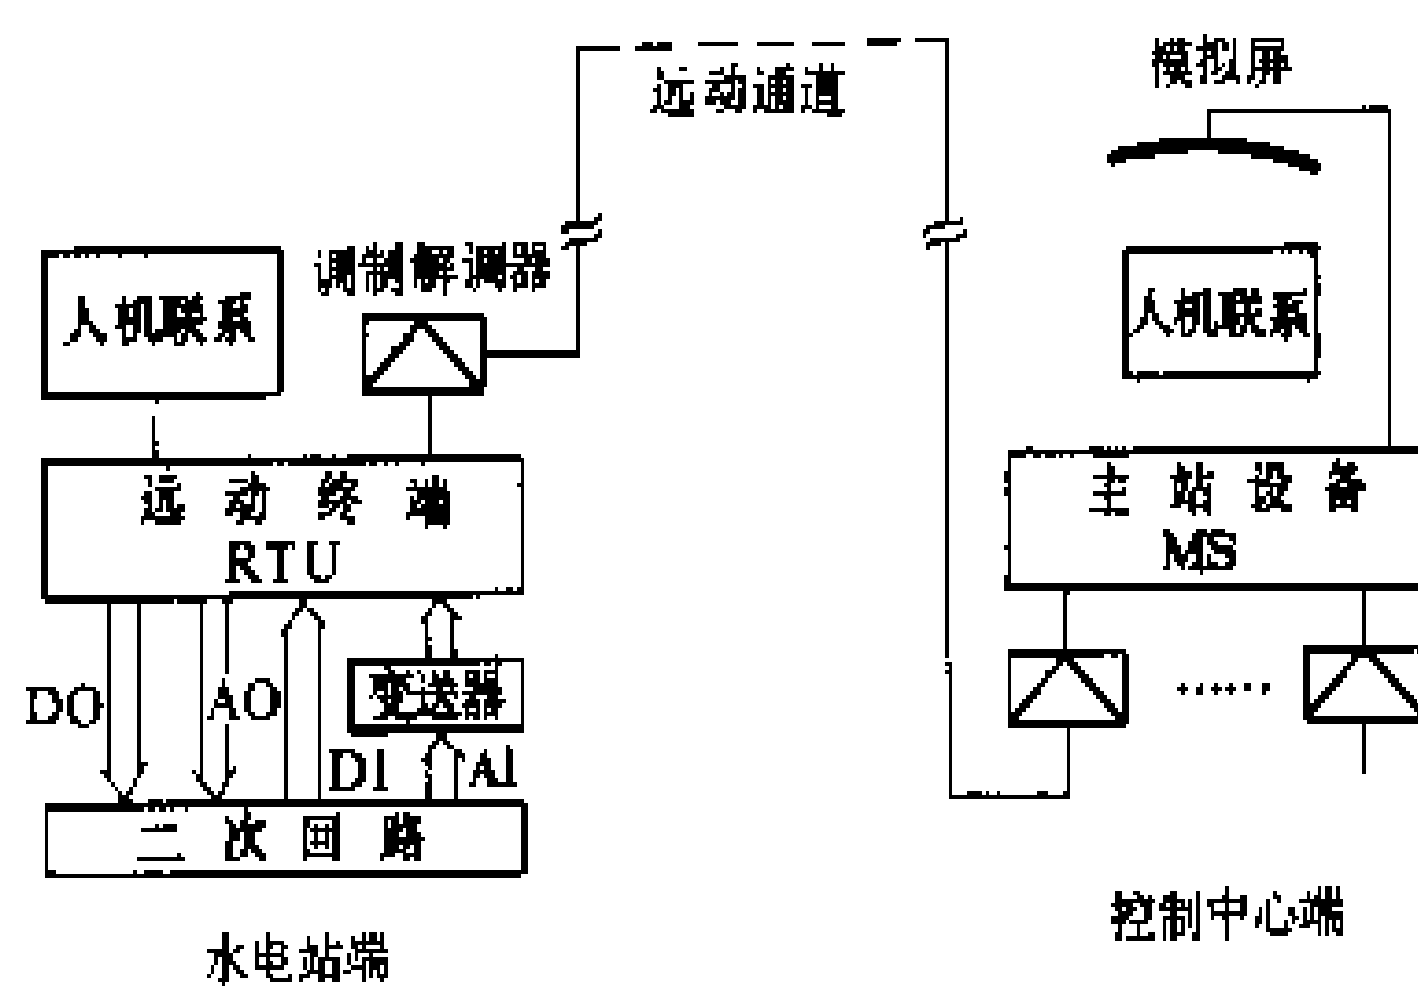 远动通道
模拟屏
调制解调器
人机联系
人机联系
远动终端
RTU
主站设备
MS
变送器
DO
AO
DI
AI
二次回路
水电站端
控制中心端